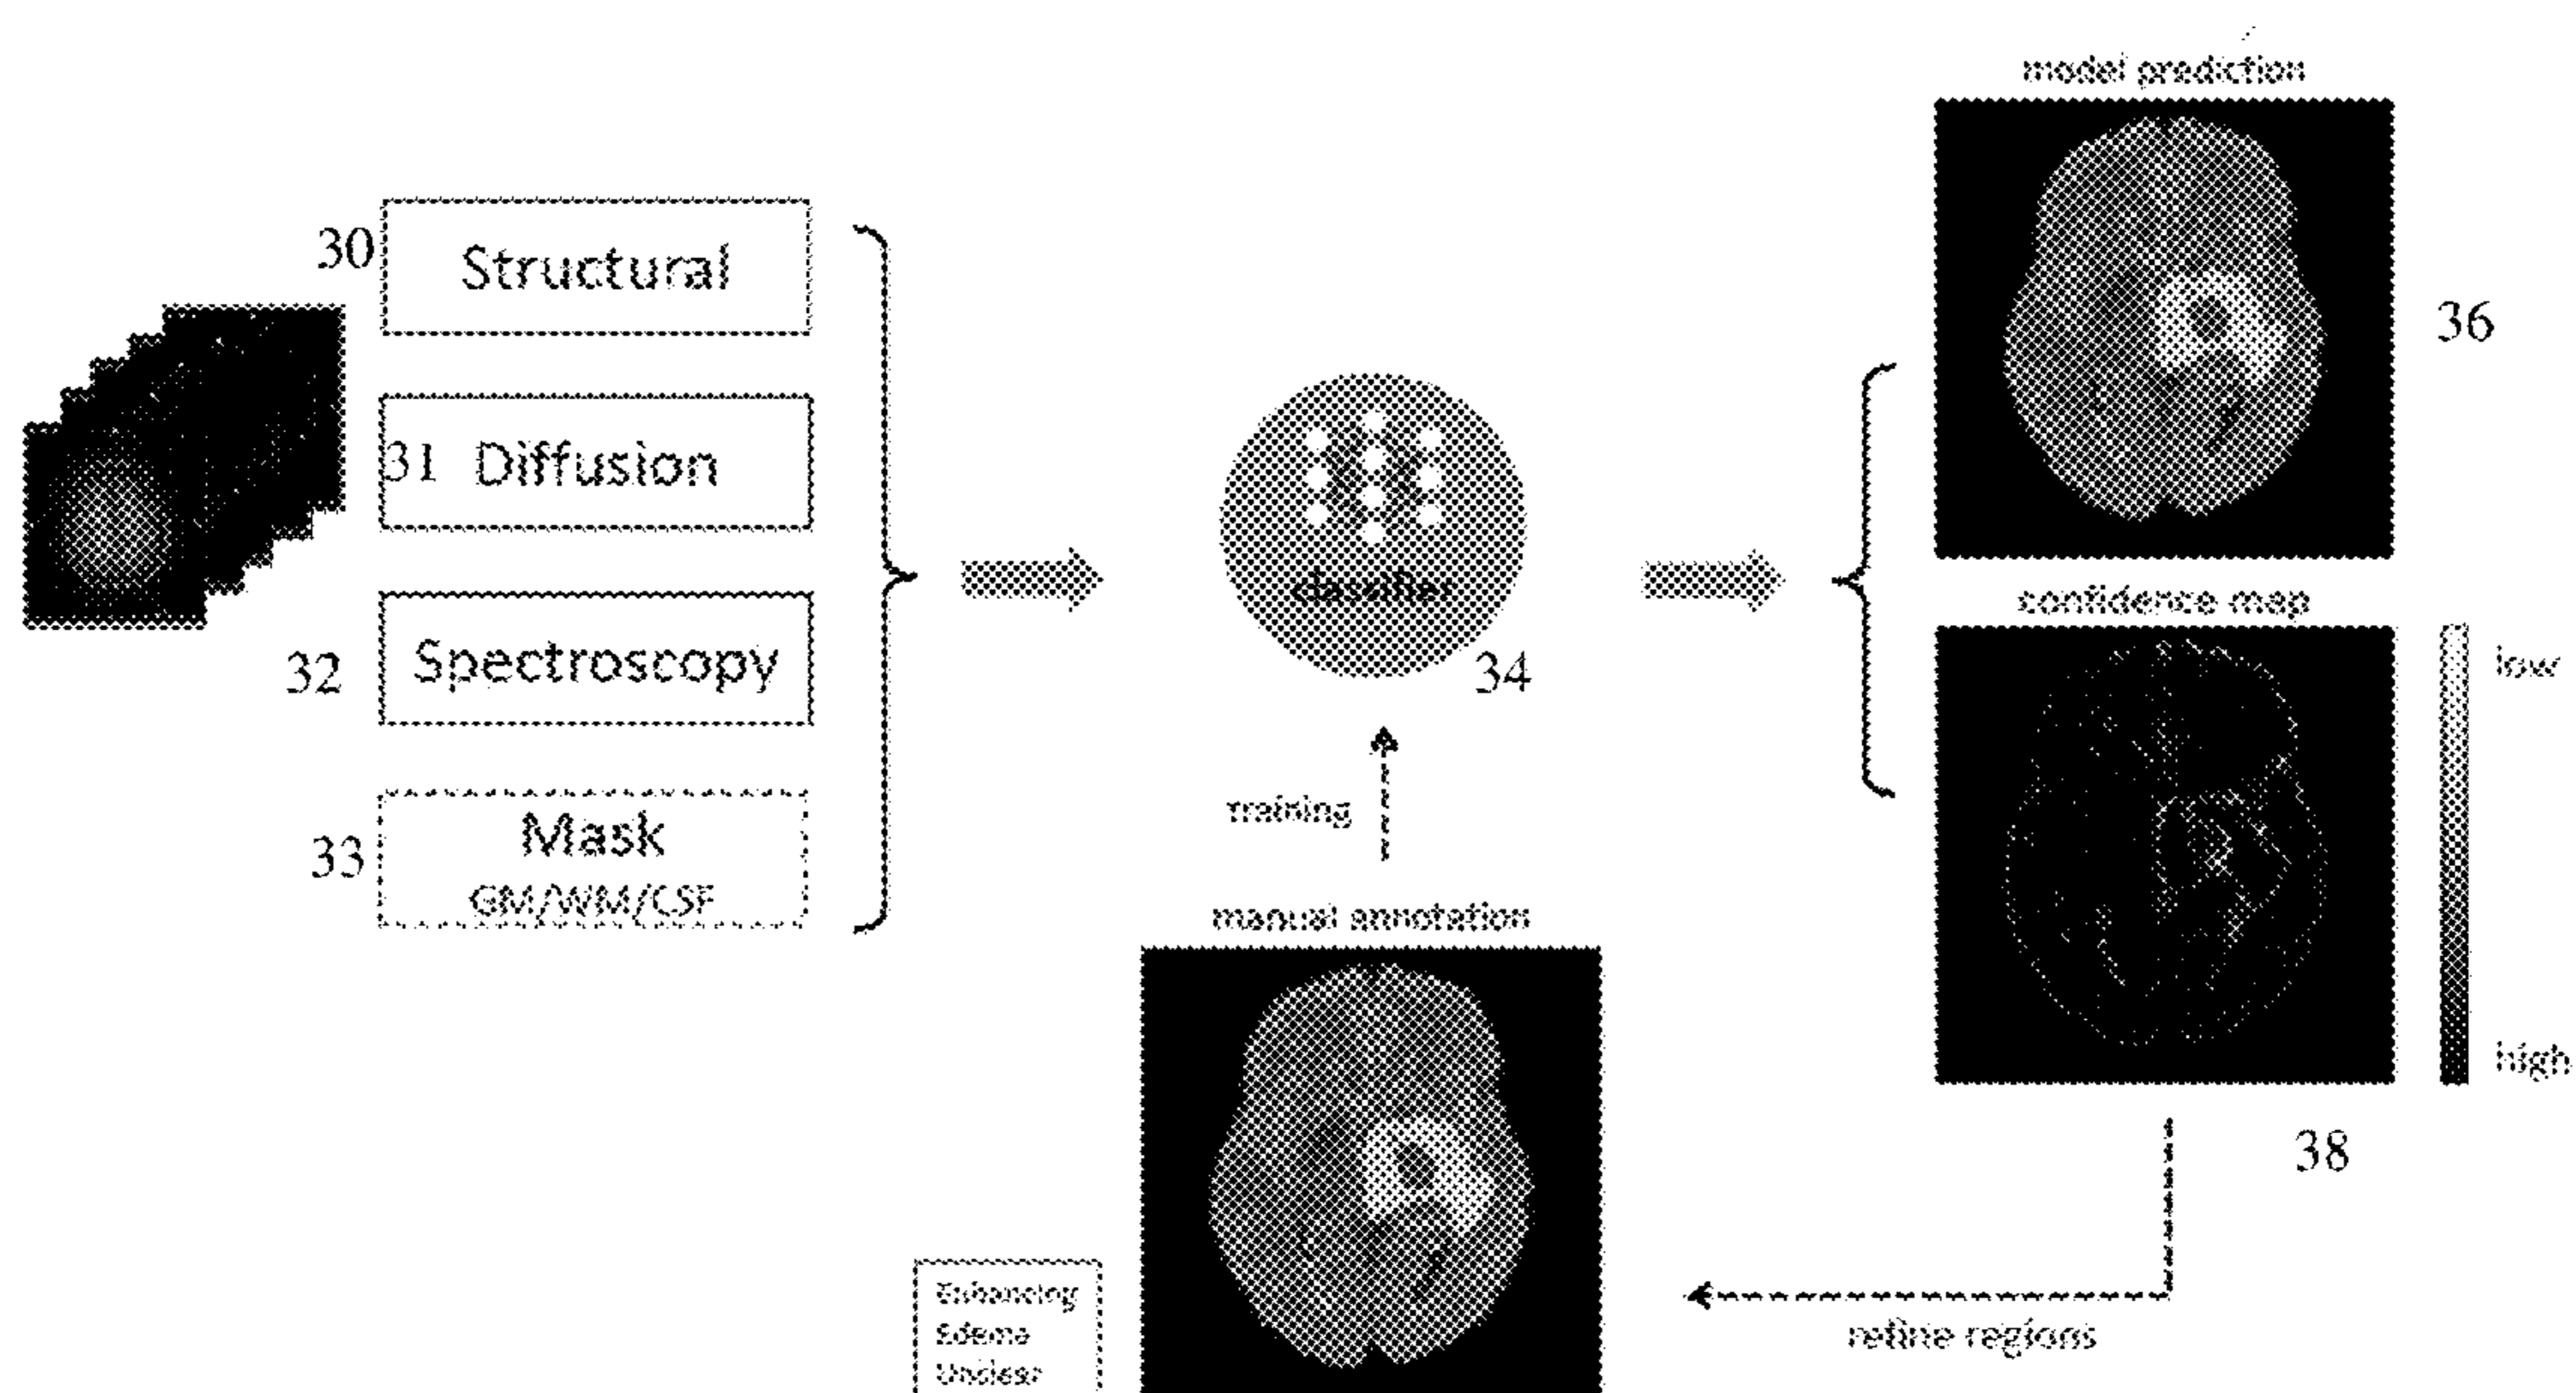 30
Structural
31 Diffusion
32
Spectroscopy
33
Mask
GM/WM/CSF
classifier
34
training
manual annotation
Enhancing
Edema
Unclear
model prediction
36
confidence map
low
high
38
refine regions